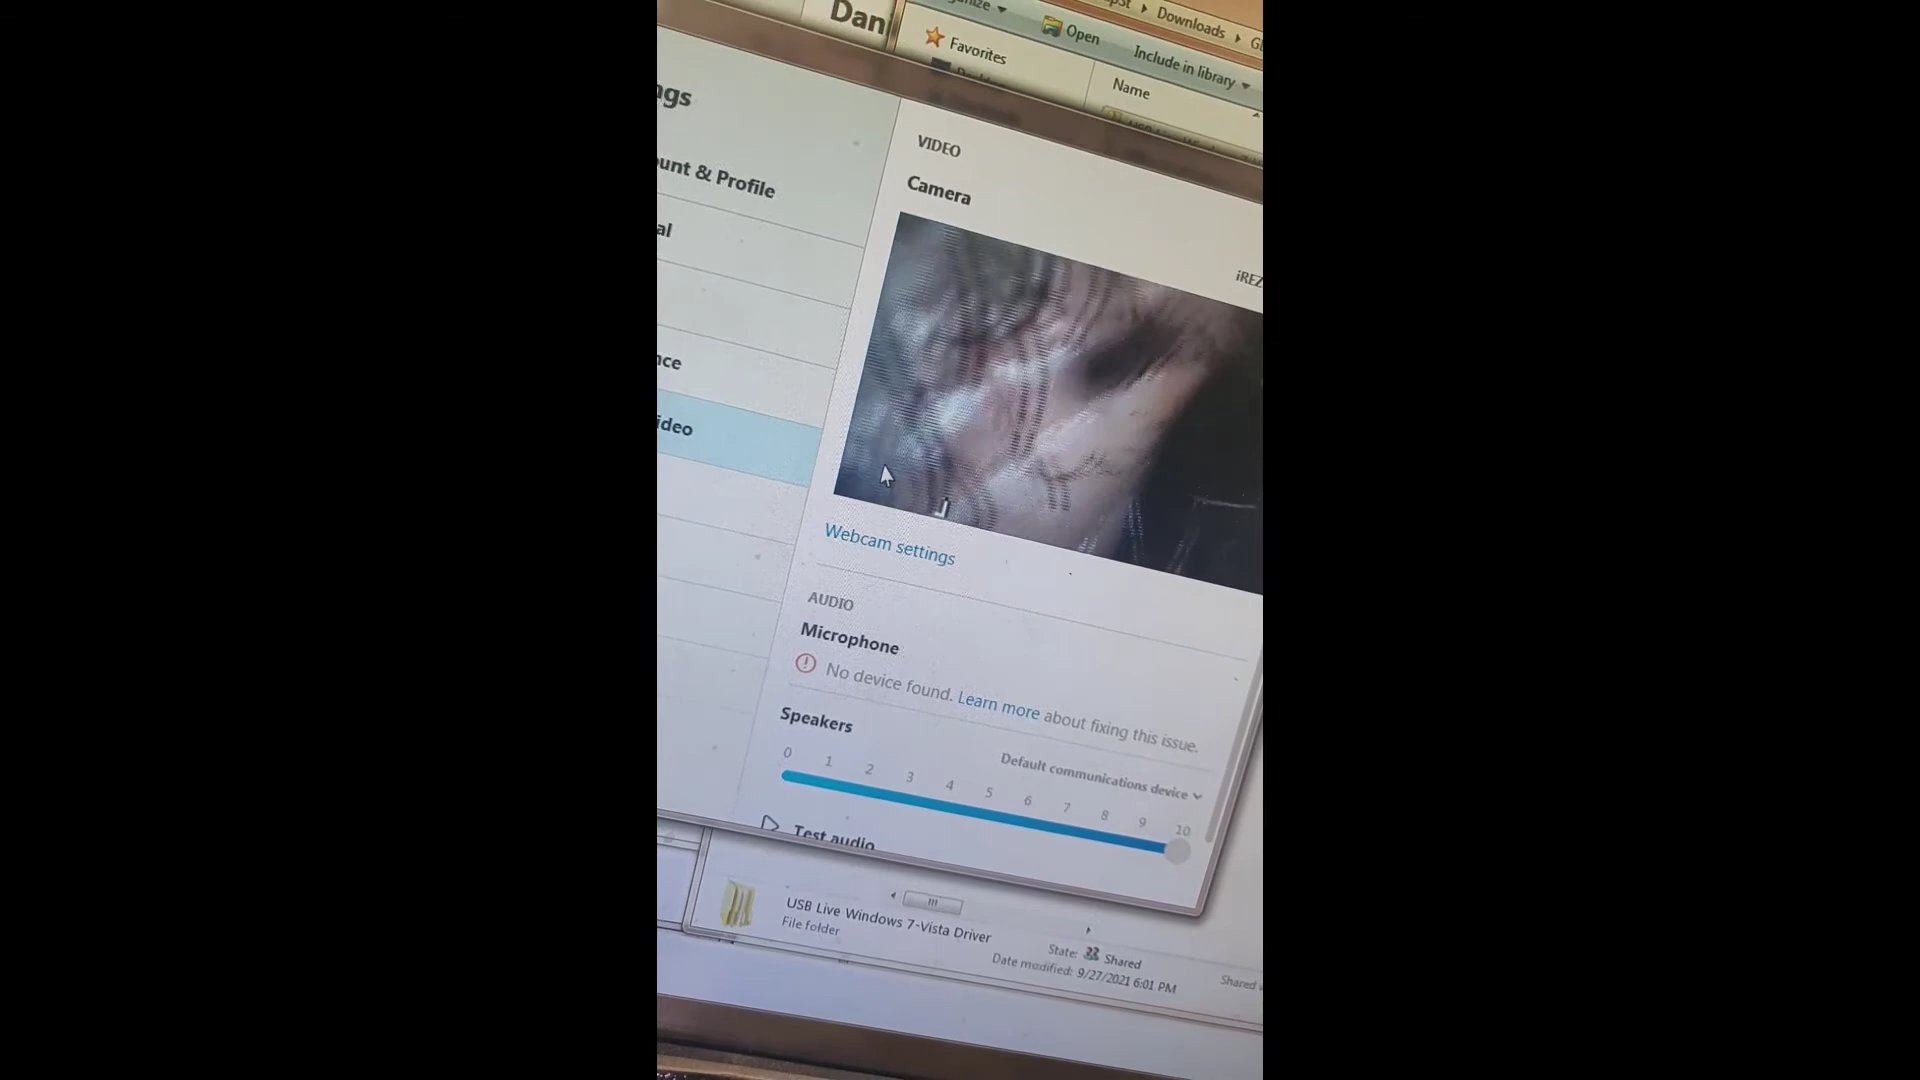 Dan
Downloads
Open
Include in library
Favorites
Name
ngs
VIDEO
Camera
unt & Profile
al
iREZ
nce
ideo
Webcam settings
AUDIO
Microphone
No device found. Learn more about fixing this issue.
Speakers
Default communications device
0 1 2 3 4 5 6 7 8 9 10
Test audio
USB Live Windows 7-Vista Driver
File folder
State: Shared
Date modified: 9/27/2021 6:01 PM
Shared